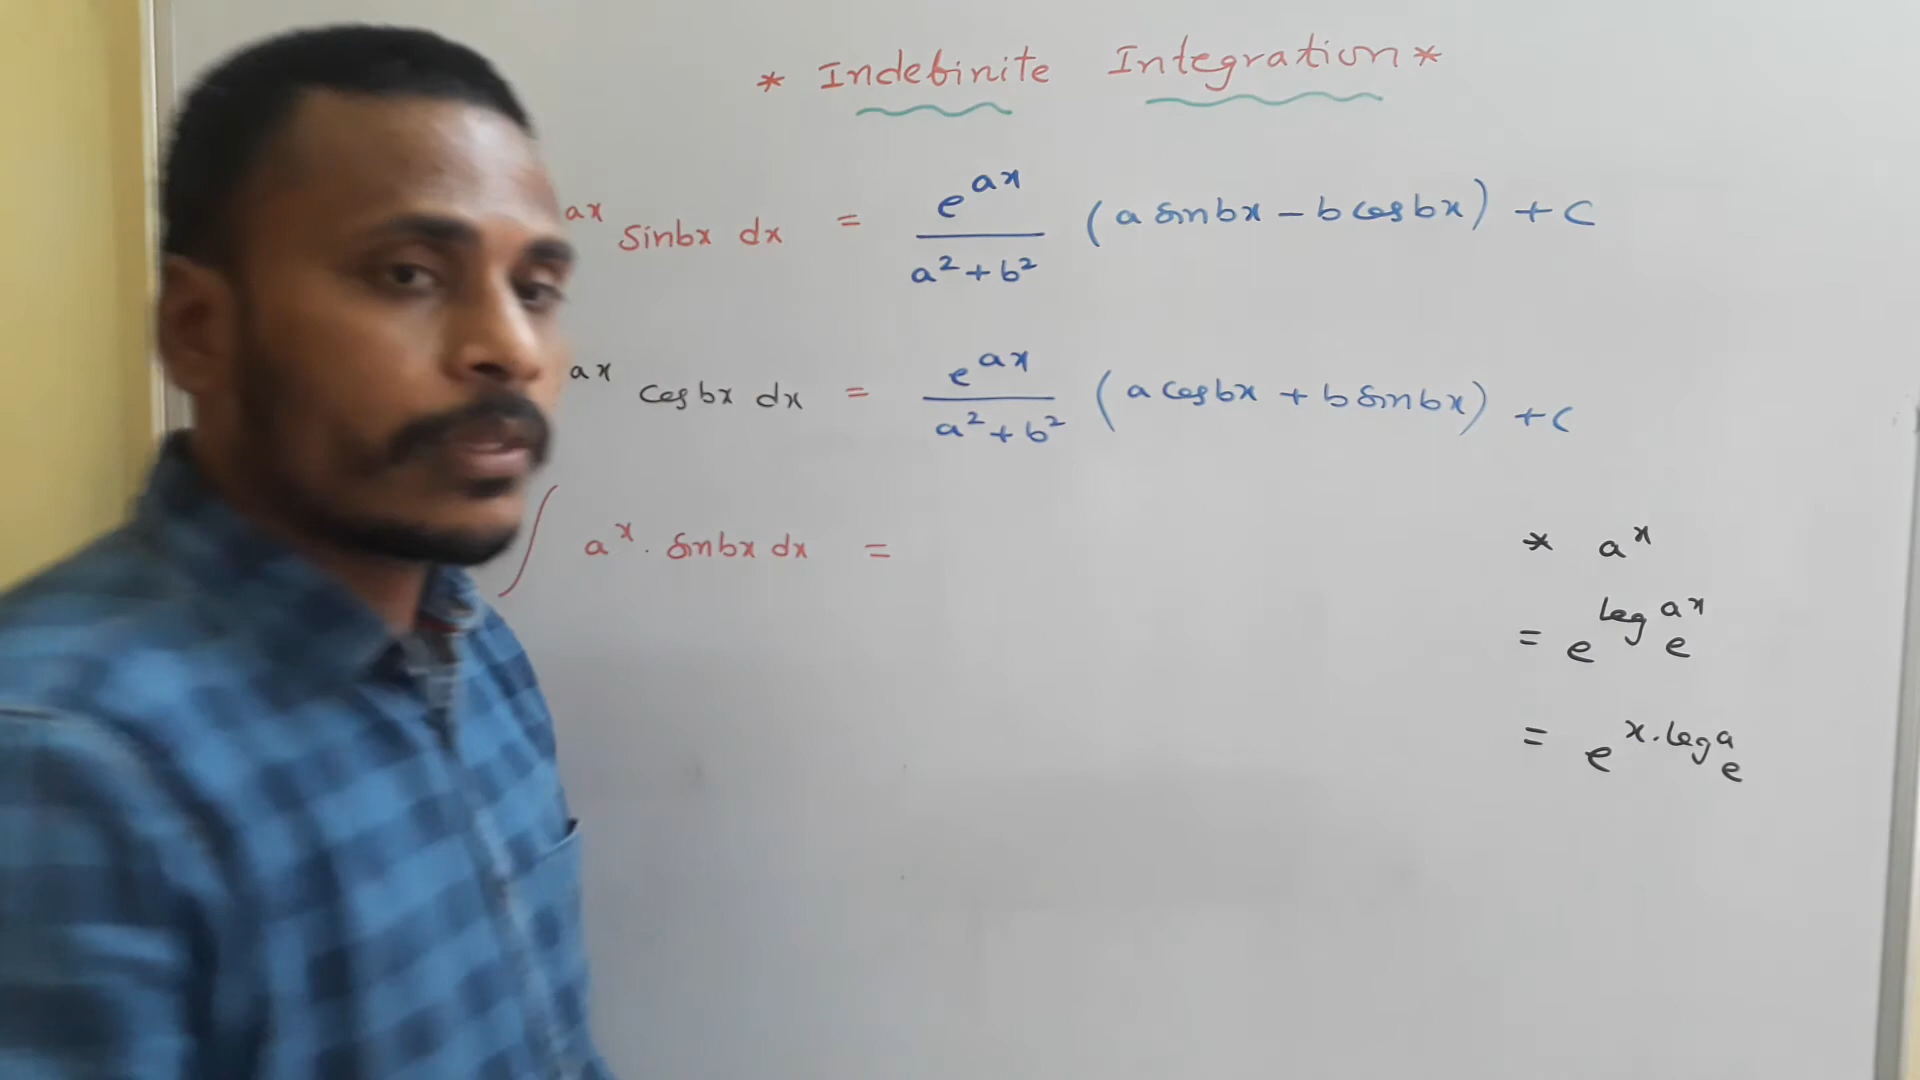 * Indefinite Integration *
ax sinbx dx = e^ax / a²+b² (a sinbx - b cosbx) + c
ax cosbx dx = e^ax / a²+b² (a cosbx + b sinbx) + c
∫ a^x . sinbx dx =
* a^x
= e^log_e a^x
= e^x.log_e a